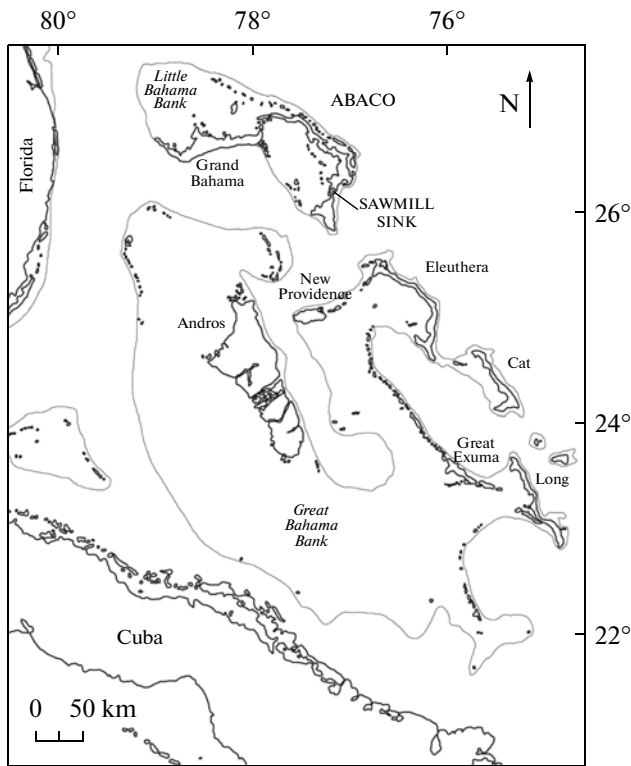 80°
78°
76°
Little
Bahama
Bank
ABACO
N
Florida
Grand
Bahama
SAWMILL
SINK
26°
New
Providence
Eleuthera
Andros
Cat
24°
Great
Exuma
Long
Great
Bahama
Bank
Cuba
22°
0 50 km